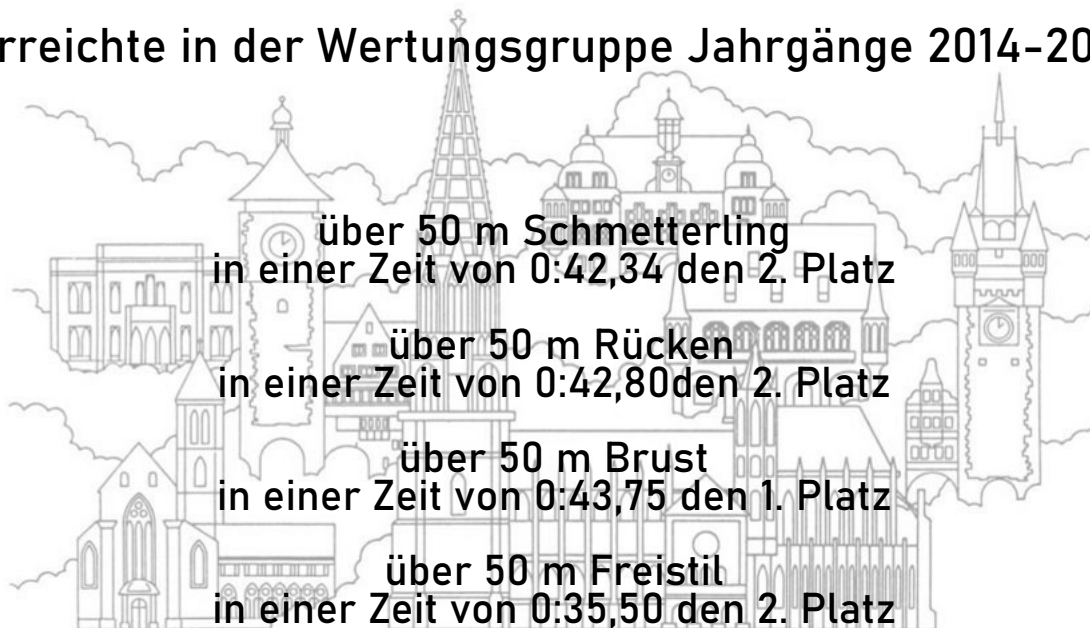 rreichte in der Wertungsgruppe Jahrgänge 2014-20
über 50 m Schmetterling
in einer Zeit von 0:42,34 den 2. Platz
über 50 m Rücken
in einer Zeit von 0:42,80den 2. Platz
über 50 m Brust
in einer Zeit von 0:43,75 den 1. Platz
über 50 m Freistil
in einer Zeit von 0:35,50 den 2. Platz